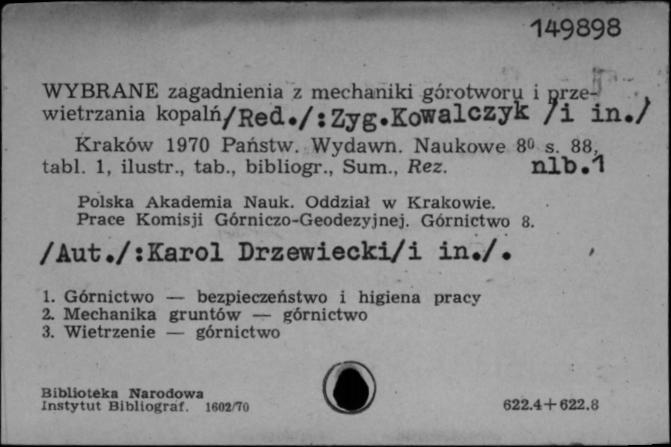 149898
WYBRANE zagadnienia z mechaniki górotworu i prze-
wietrzania kopalń/Red./:Zyg.Kowalczyk /i in./
Kraków 1970 Państw. Wydawn. Naukowe 8⁰ s. 88,
tabl. 1, ilustr., tab., bibliogr., Sum., Rez. nlb.1
Polska Akademia Nauk. Oddział w Krakowie.
Prace Komisji Górniczo-Geodezyjnej. Górnictwo 8.
/Aut./:Karol Drzewiecki/i in./.
1. Górnictwo — bezpieczeństwo i higiena pracy
2. Mechanika gruntów — górnictwo
3. Wietrzenie — górnictwo
Biblioteka Narodowa
Instytut Bibliograf. 1602/70
622.4+622.8